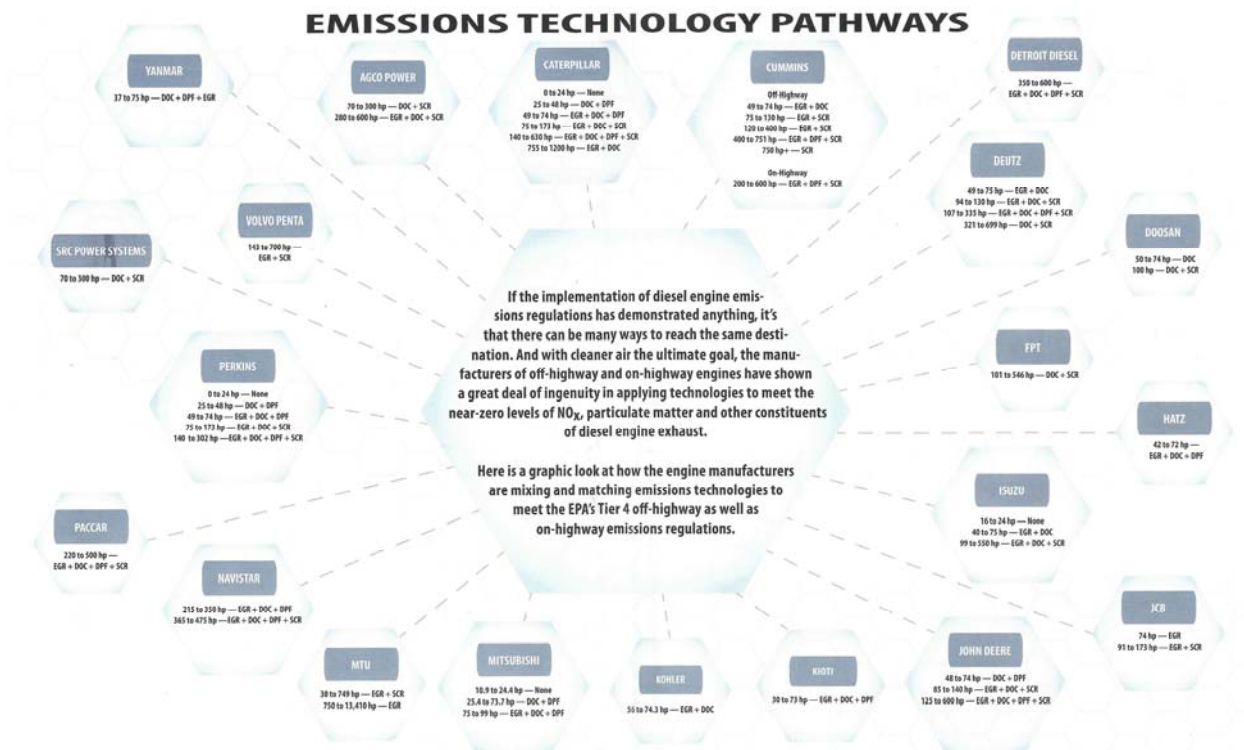 EMISSIONS TECHNOLOGY PATHWAYS
YANMAR
37 to 75 hp — DOC + DPF + EGR
AGCO POWER
70 to 300 hp — DOC + SCR
280 to 600 hp — EGR + DOC + SCR
CATERPILLAR
0 to 24 hp — None
25 to 48 hp — DOC + DPF
49 to 74 hp — EGR + DOC + DPF
75 to 173 hp — EGR + DOC + SCR
140 to 630 hp — EGR + DOC + DPF + SCR
755 to 1200 hp — EGR + DOC
CUMMINS
Off-Highway
49 to 74 hp — EGR + DOC
75 to 130 hp — EGR + SCR
120 to 400 hp — EGR + SCR
400 to 751 hp — EGR + DOC + DPF + SCR
750 hp+ — SCR
On-Highway
200 to 600 hp — EGR + DPF + SCR
DETROIT DIESEL
350 to 600 hp —
EGR + DOC + DPF + SCR
DEUTZ
49 to 75 hp — EGR + DOC
94 to 130 hp — EGR + DOC + SCR
107 to 335 hp — EGR + DOC + DPF + SCR
321 to 699 hp — DOC + SCR
VOLVO PENTA
143 to 700 hp —
EGR + SCR
SRC POWER SYSTEMS
70 to 300 hp — DOC + SCR
DOOSAN
50 to 74 hp — DOC
100 hp — DOC + SCR
If the implementation of diesel engine emis-
sions regulations has demonstrated anything, it's
that there can be many ways to reach the same desti-
nation. And with cleaner air the ultimate goal, the manu-
facturers of off-highway and on-highway engines have shown
a great deal of ingenuity in applying technologies to meet the
near-zero levels of NOX, particulate matter and other constituents
of diesel engine exhaust.
Here is a graphic look at how the engine manufacturers
are mixing and matching emissions technologies to
meet the EPA's Tier 4 off-highway as well as
on-highway emissions regulations.
PERKINS
0 to 24 hp — None
25 to 48 hp — DOC + DPF
49 to 74 hp — EGR + DOC + DPF
75 to 173 hp — EGR + DOC + SCR
140 to 302 hp —EGR + DOC + DPF + SCR
FPT
101 to 546 hp — DOC + SCR
HATZ
42 to 72 hp —
EGR + DOC + DPF
ISUZU
16 to 24 hp — None
40 to 75 hp — EGR + DOC
99 to 550 hp — EGR + DOC + SCR
PACCAR
220 to 500 hp —
EGR + DOC + DPF + SCR
NAVISTAR
215 to 350 hp — EGR + DOC + DPF
365 to 475 hp —EGR + DOC + DPF + SCR
JCB
74 hp — EGR
91 to 173 hp — EGR + SCR
MTU
30 to 749 hp — EGR + SCR
750 to 13,410 hp — EGR
MITSUBISHI
10.9 to 24.4 hp — None
25.4 to 73.7 hp — DOC + DPF
75 to 99 hp — EGR + DOC + DPF
KOHLER
56 to 74.3 hp — EGR + DOC
KIOTI
30 to 73 hp — EGR + DOC + DPF
JOHN DEERE
48 to 74 hp — DOC + DPF
85 to 140 hp — EGR + DOC + SCR
125 to 600 hp — EGR + DOC + DPF + SCR